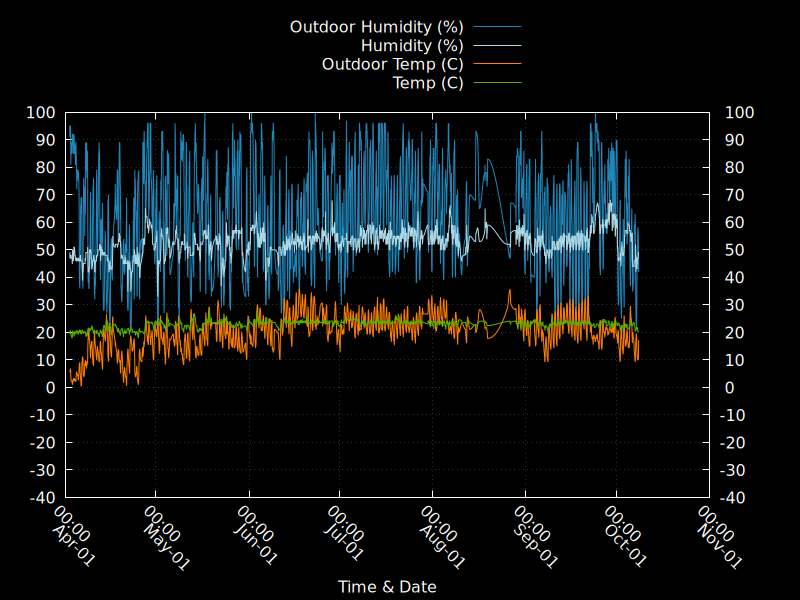 Outdoor Humidity (%)
Humidity (%)
Outdoor Temp (C)
Temp (C)
100 100
90 90
80 80
70 70
60 60
50 50
40 40
30 30
20 20
10 10
0 0
-10 -10
-20 -20
-30 -30
-40 -40
00:00
Apr-01
00:00
May-01
00:00
Jun-01
00:00
Jul-01
00:00
Aug-01
00:00
Sep-01
00:00
Oct-01
00:00
Nov-01
Time & Date